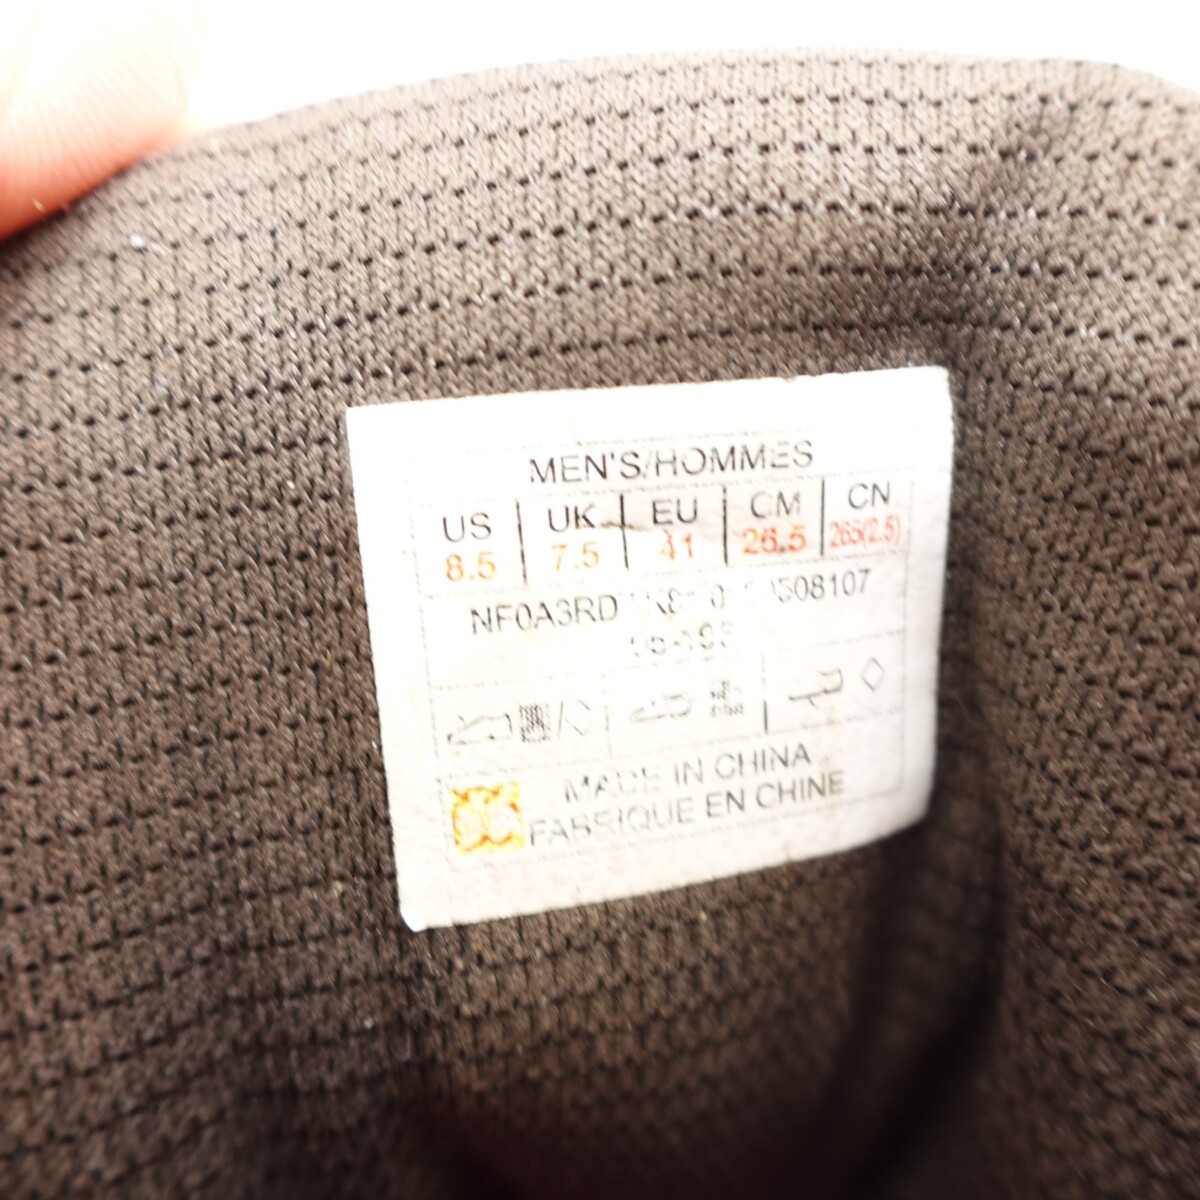 MEN'S/HOMMES
US UK EU CM CN
8.5 7.5 41 26.5 265(2.5)
MADE IN CHINA
FABRIQUE EN CHINE